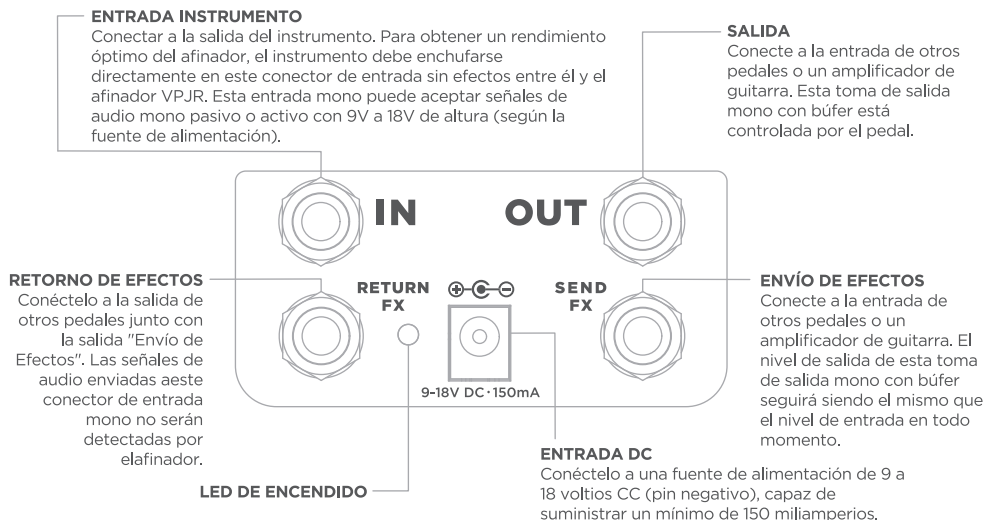 ENTRADA INSTRUMENTO
Conectar a la salida del instrumento. Para obtener un rendimiento
óptimo del afinador, el instrumento debe enchufarse
directamente en este conector de entrada sin efectos entre él y el
afinador VPJR. Esta entrada mono puede aceptar señales de
audio mono pasivo o activo con 9V a 18V de altura (según la
fuente de alimentación).
SALIDA
Conecte a la entrada de otros
pedales o un amplificador de
guitarra. Esta toma de salida
mono con búfer está
controlada por el pedal.
IN
OUT
RETORNO DE EFECTOS
Conéctelo a la salida de
otros pedales junto con
la salida "Envío de
Efectos". Las señales de
audio enviadas aeste
conector de entrada
mono no serán
detectadas por
elafinador.
RETURN
FX
SEND
FX
9-18V DC·150mA
ENVÍO DE EFECTOS
Conecte a la entrada de
otros pedales o un
amplificador de guitarra. El
nivel de salida de esta toma
de salida mono con búfer
seguirá siendo el mismo que
el nivel de entrada en todo
momento.
LED DE ENCENDIDO
ENTRADA DC
Conéctelo a una fuente de alimentación de 9 a
18 voltios CC (pin negativo), capaz de
suministrar un mínimo de 150 miliamperios.